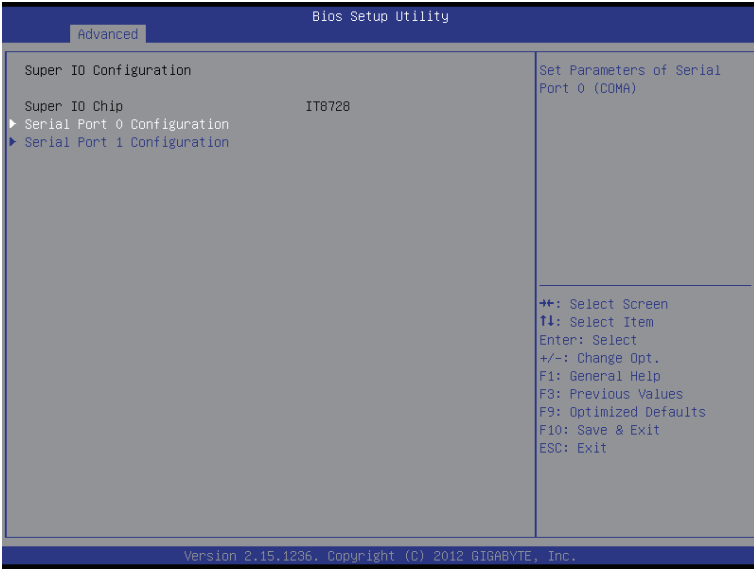 Bios Setup Utility
Advanced
Super IO Configuration
Super IO Chip IT8728
Serial Port 0 Configuration
Serial Port 1 Configuration
Set Parameters of Serial
Port 0 (COMA)
→←: Select Screen
↑↓: Select Item
Enter: Select
+/-: Change Opt.
F1: General Help
F3: Previous Values
F9: Optimized Defaults
F10: Save & Exit
ESC: Exit
Version 2.15.1236. Copyright (C) 2012 GIGABYTE, Inc.